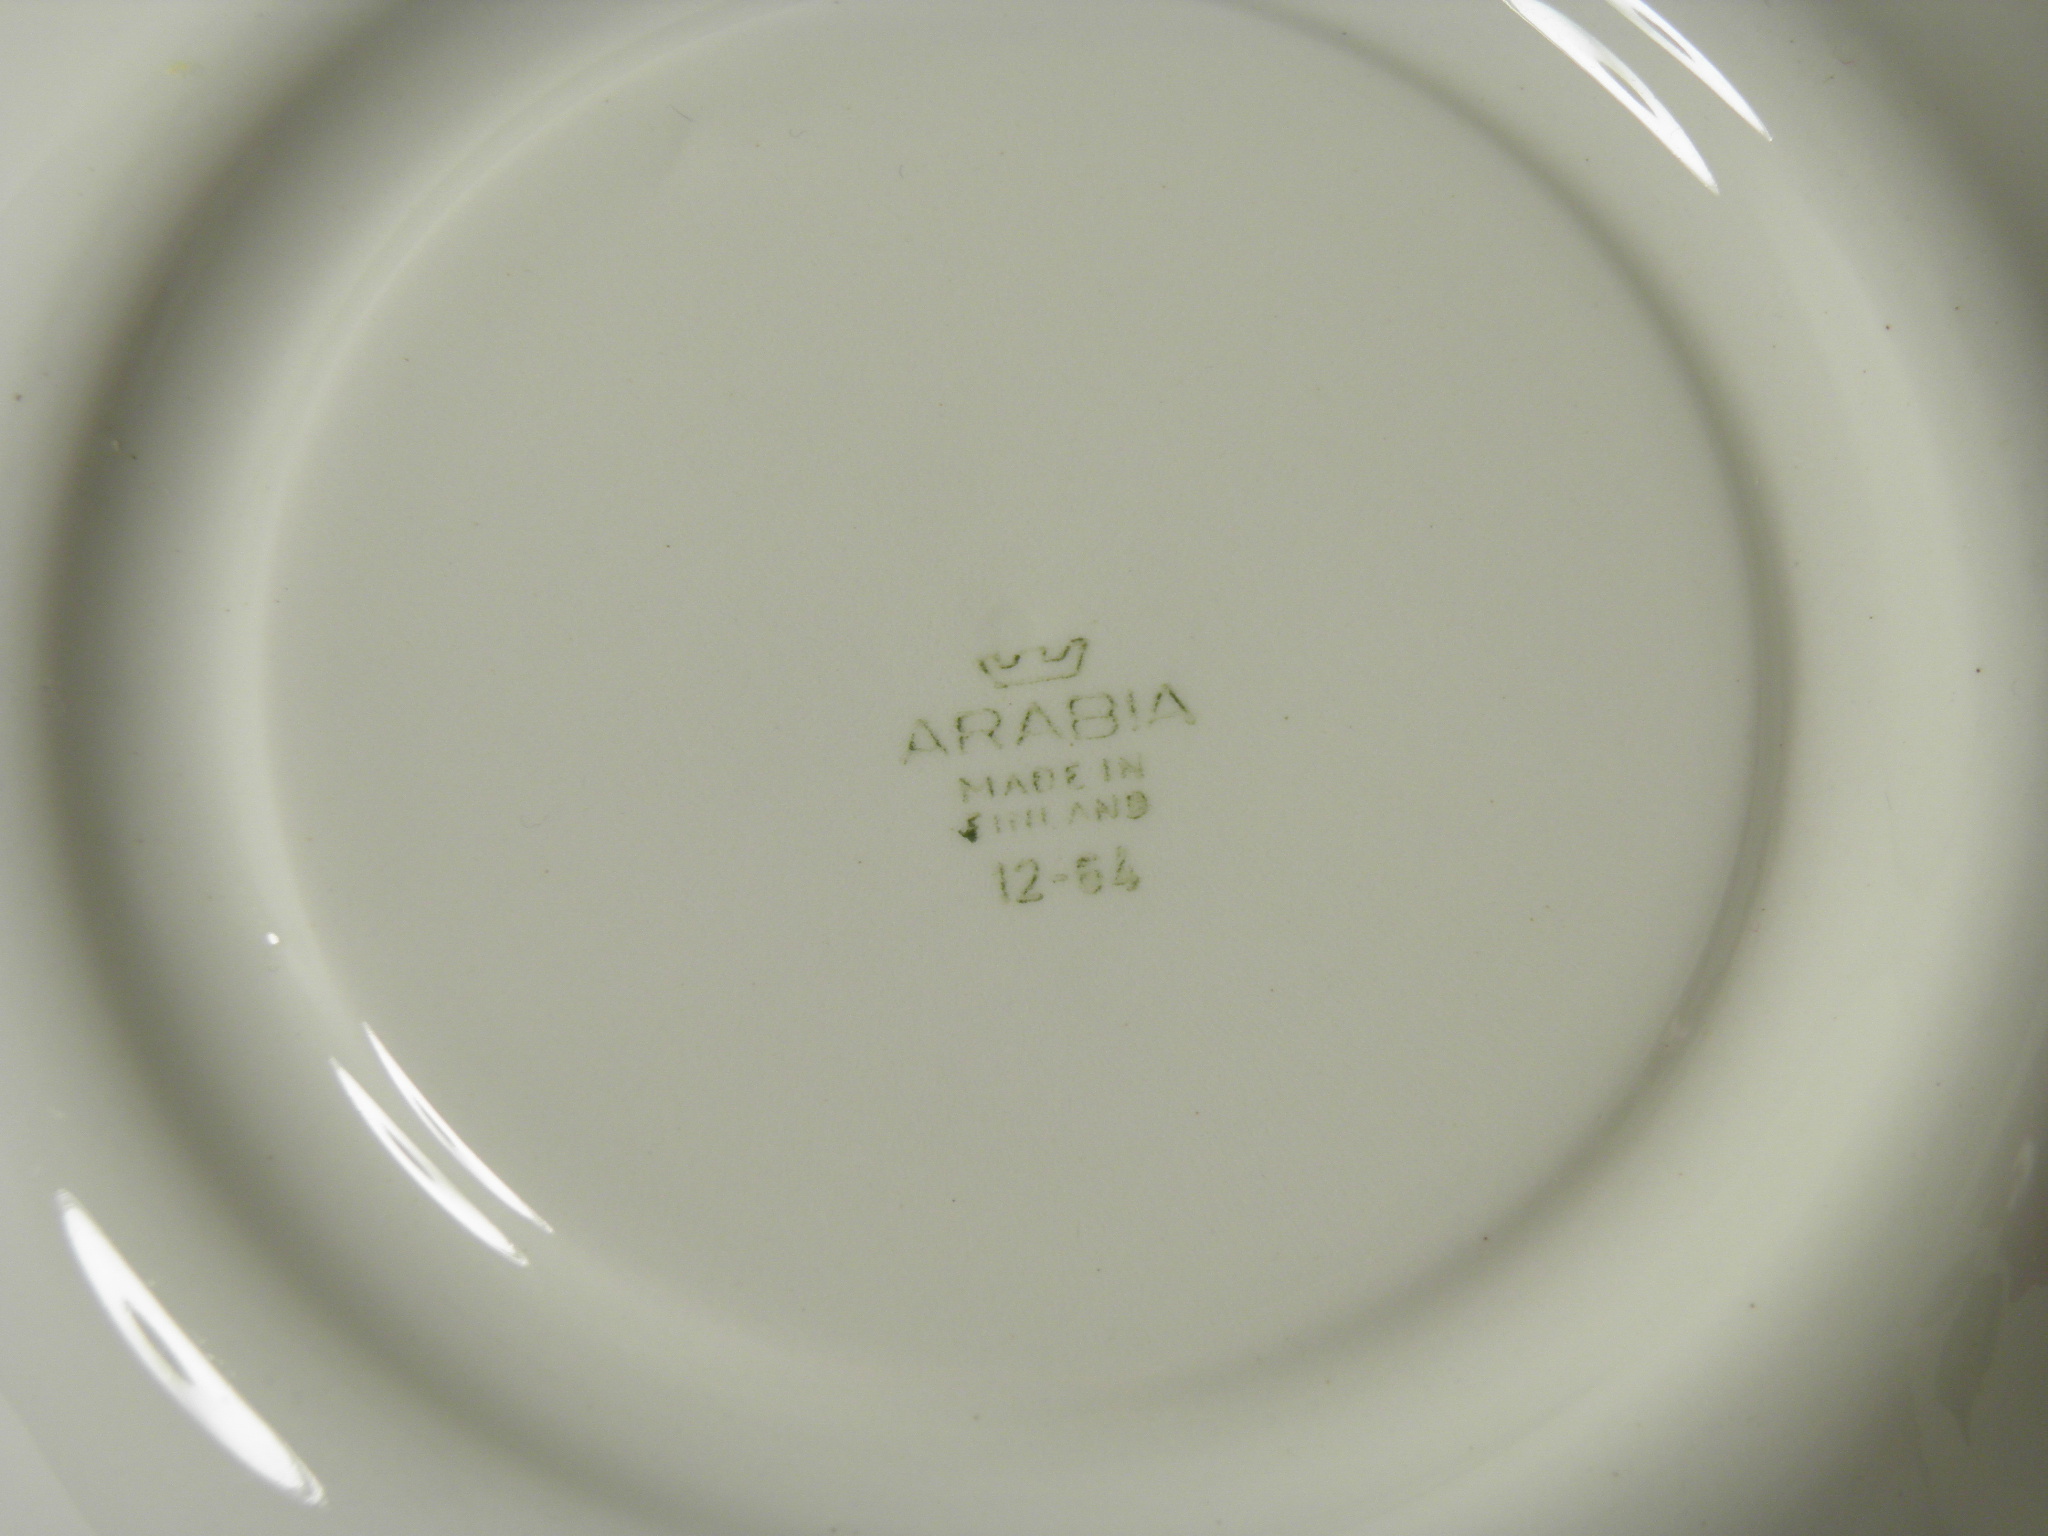 ARABIA
MADE IN
FINLAND
12-64